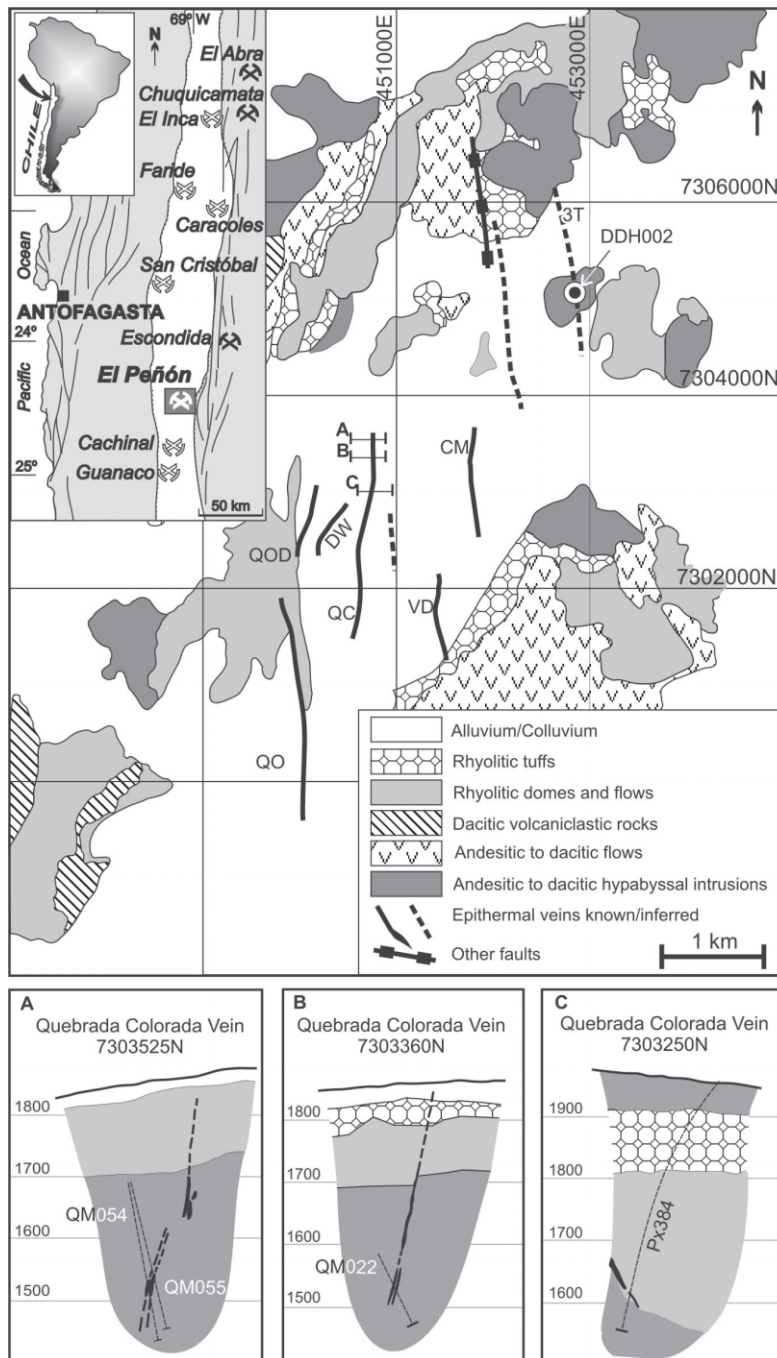 69° W
N
El Abra
Chuquicamata
El Inca
CHILE
Faride
Caracoles
San Cristóbal
Ocean
ANTOFAGASTA
24°
Escondida
El Peñón
Pacific
Cachinal
25°
Guanaco
50 km
451000E
453000E
N
7306000N
3T
DDH002
7304000N
A
B
CM
C
DW
QOD
7302000N
QC
VD
QO
Alluvium/Colluvium
Rhyolitic tuffs
Rhyolitic domes and flows
Dacitic volcaniclastic rocks
Andesitic to dacitic flows
Andesitic to dacitic hypabyssal intrusions
Epithermal veins known/inferred
Other faults
1 km
A
Quebrada Colorada Vein
7303525N
1800
1700
QM054
1600
1500
QM055
B
Quebrada Colorada Vein
7303360N
1800
1700
1600
QM022
1500
C
Quebrada Colorada Vein
7303250N
1900
1800
Px384
1700
1600